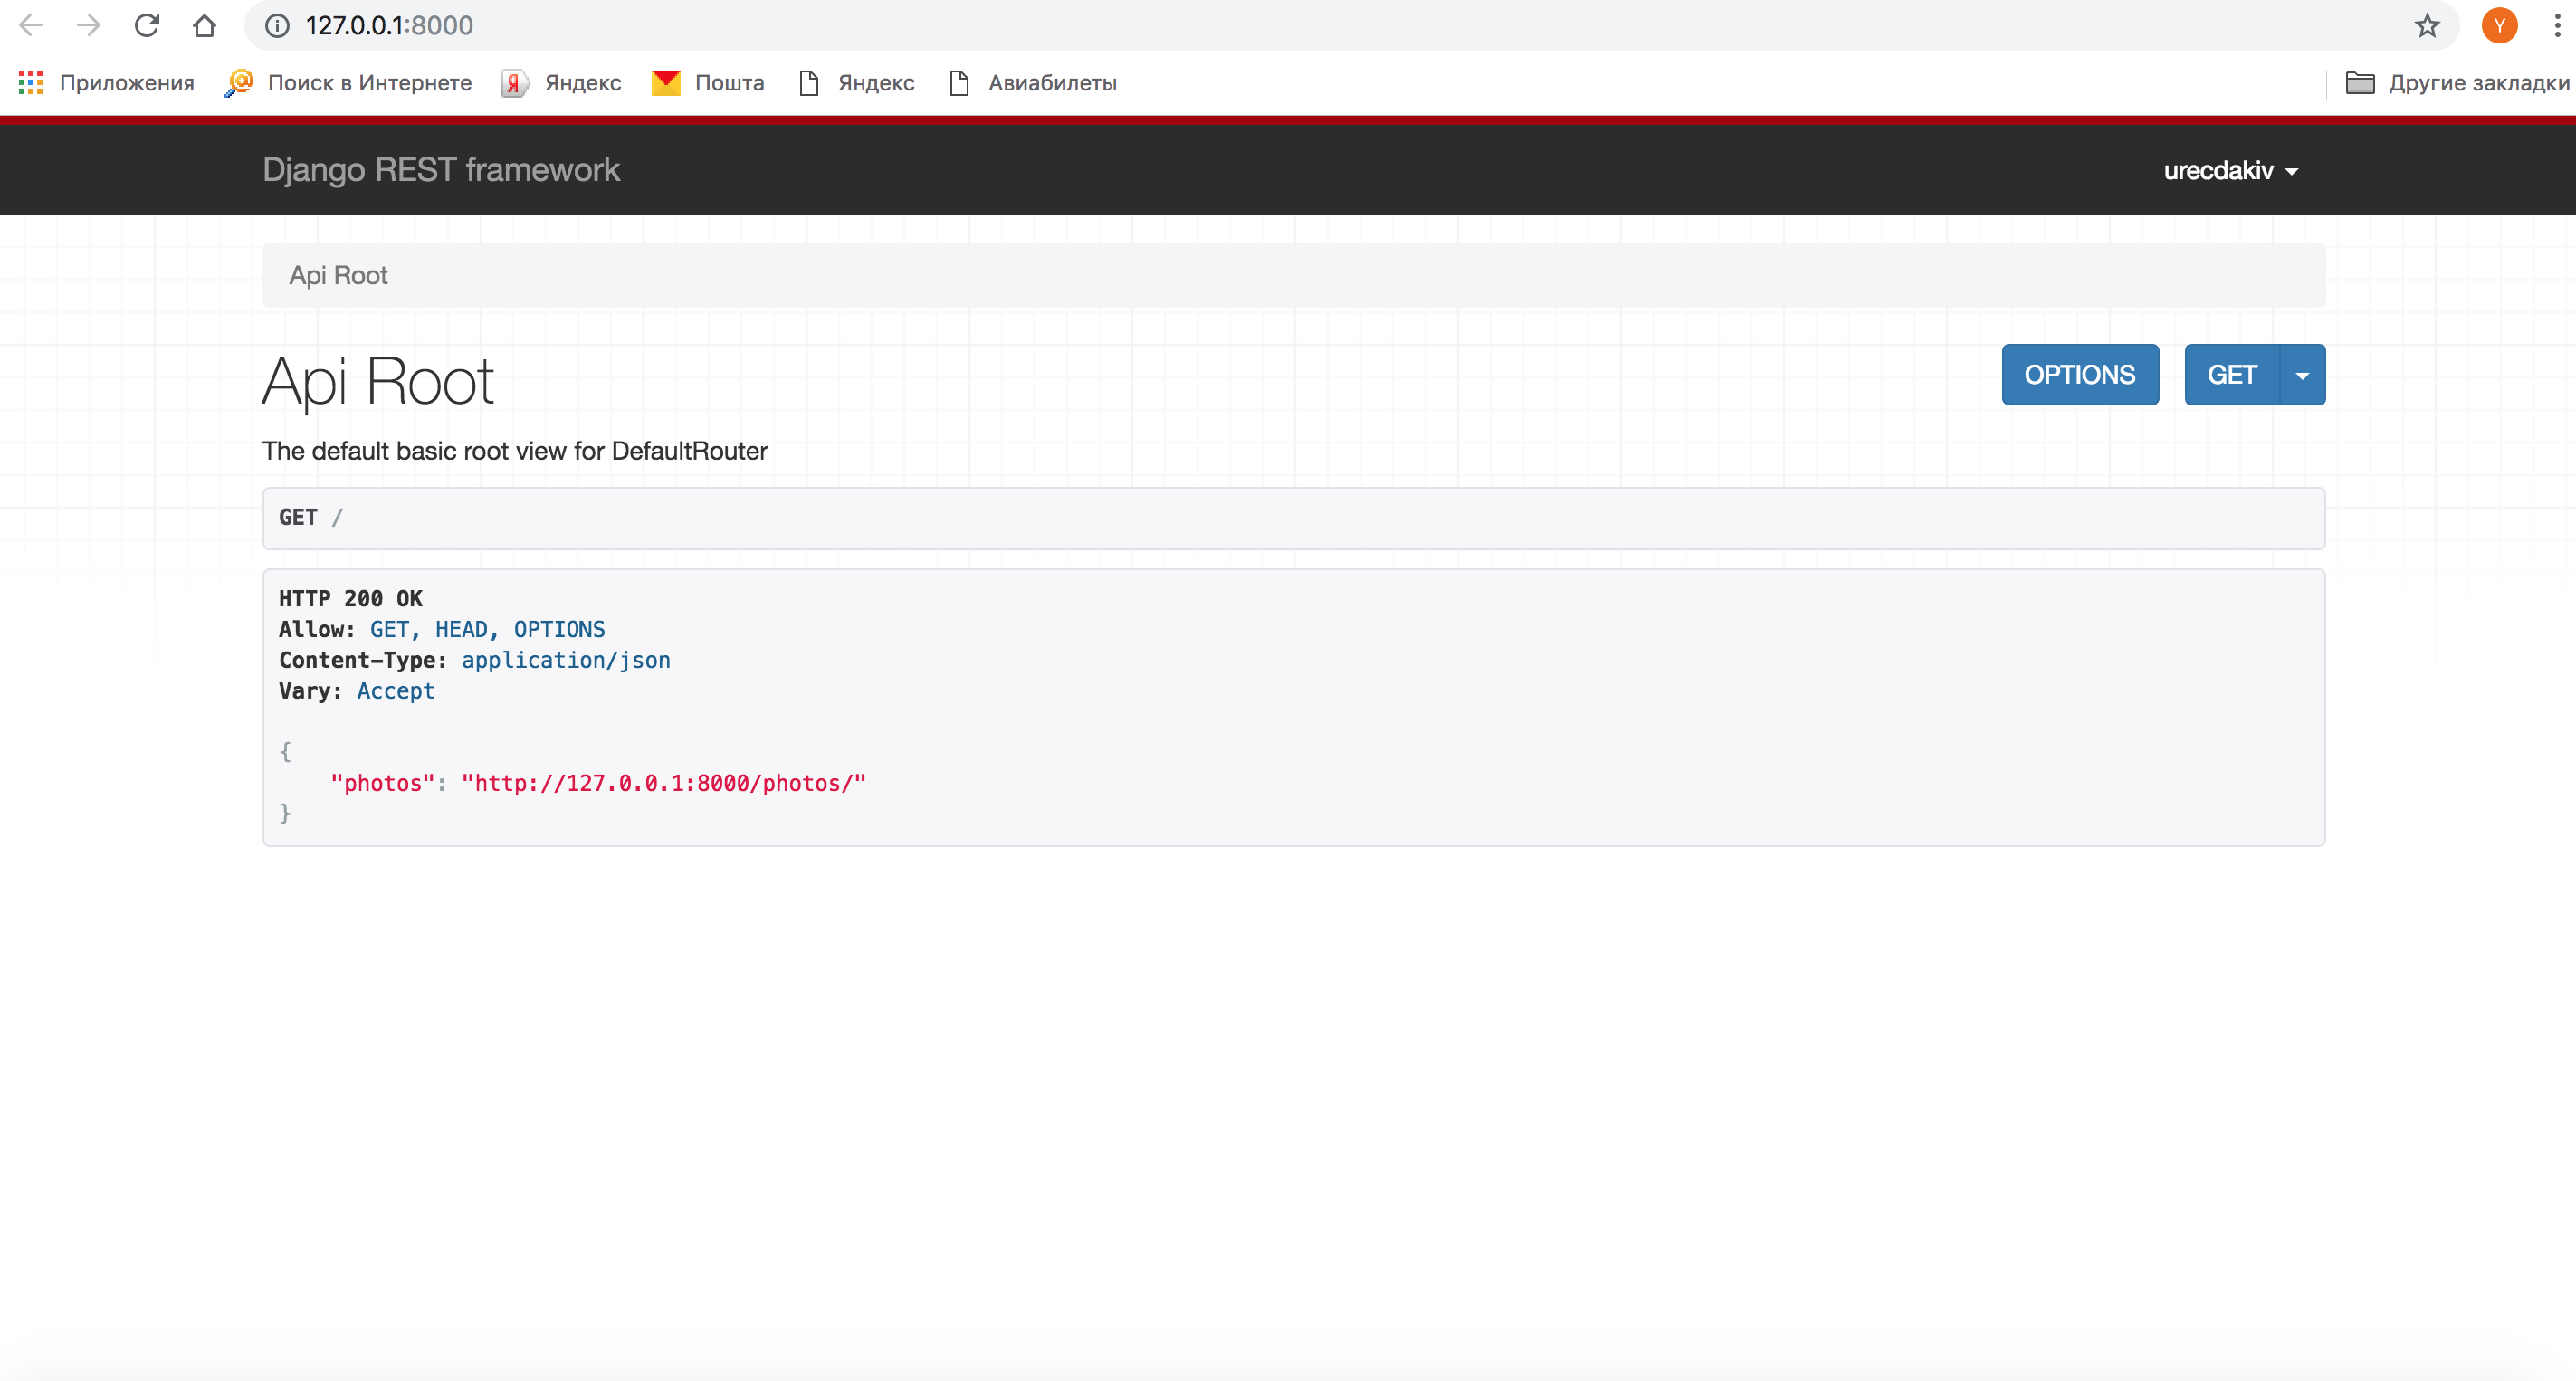 127.0.0.1:8000
Y
Приложения Поиск в Интернете Я Яндекс Пошта Яндекс Авиабилеты Другие закладки
Django REST framework urecdakiv
Api Root
Api Root OPTIONS GET
The default basic root view for DefaultRouter
GET /
HTTP 200 OK
Allow: GET, HEAD, OPTIONS
Content-Type: application/json
Vary: Accept
{
"photos": "http://127.0.0.1:8000/photos/"
}